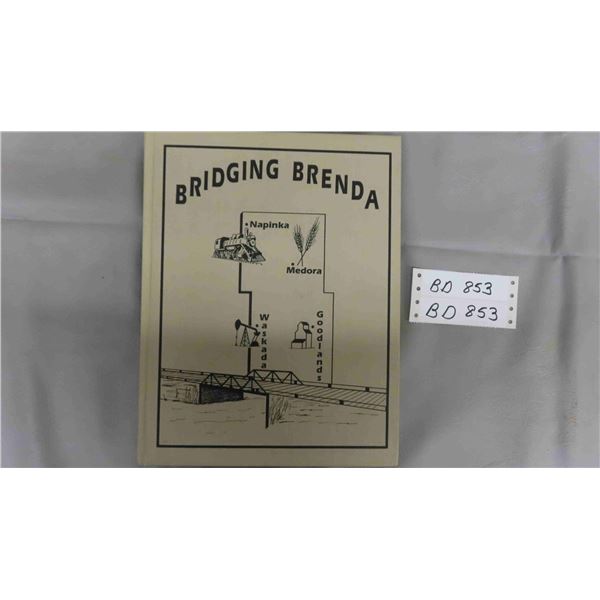 BRIDGING BRENDA
Napinka
Medora
Waskada
Goodlands
BD 853
BD 853